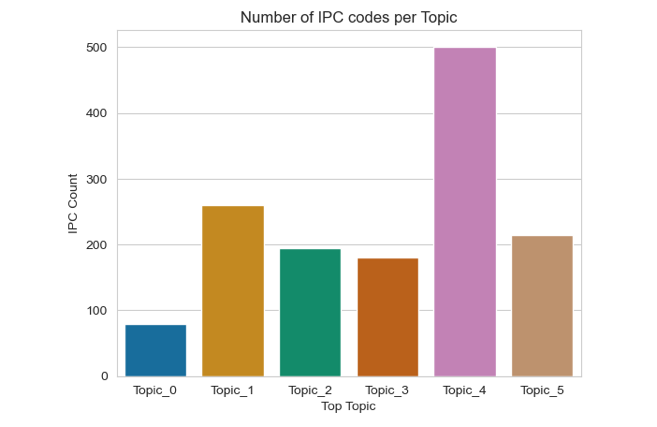 Number of IPC codes per Topic
IPC Count
500
400
300
200
100
0
Topic_0 Topic_1 Topic_2 Topic_3 Topic_4 Topic_5
Top Topic